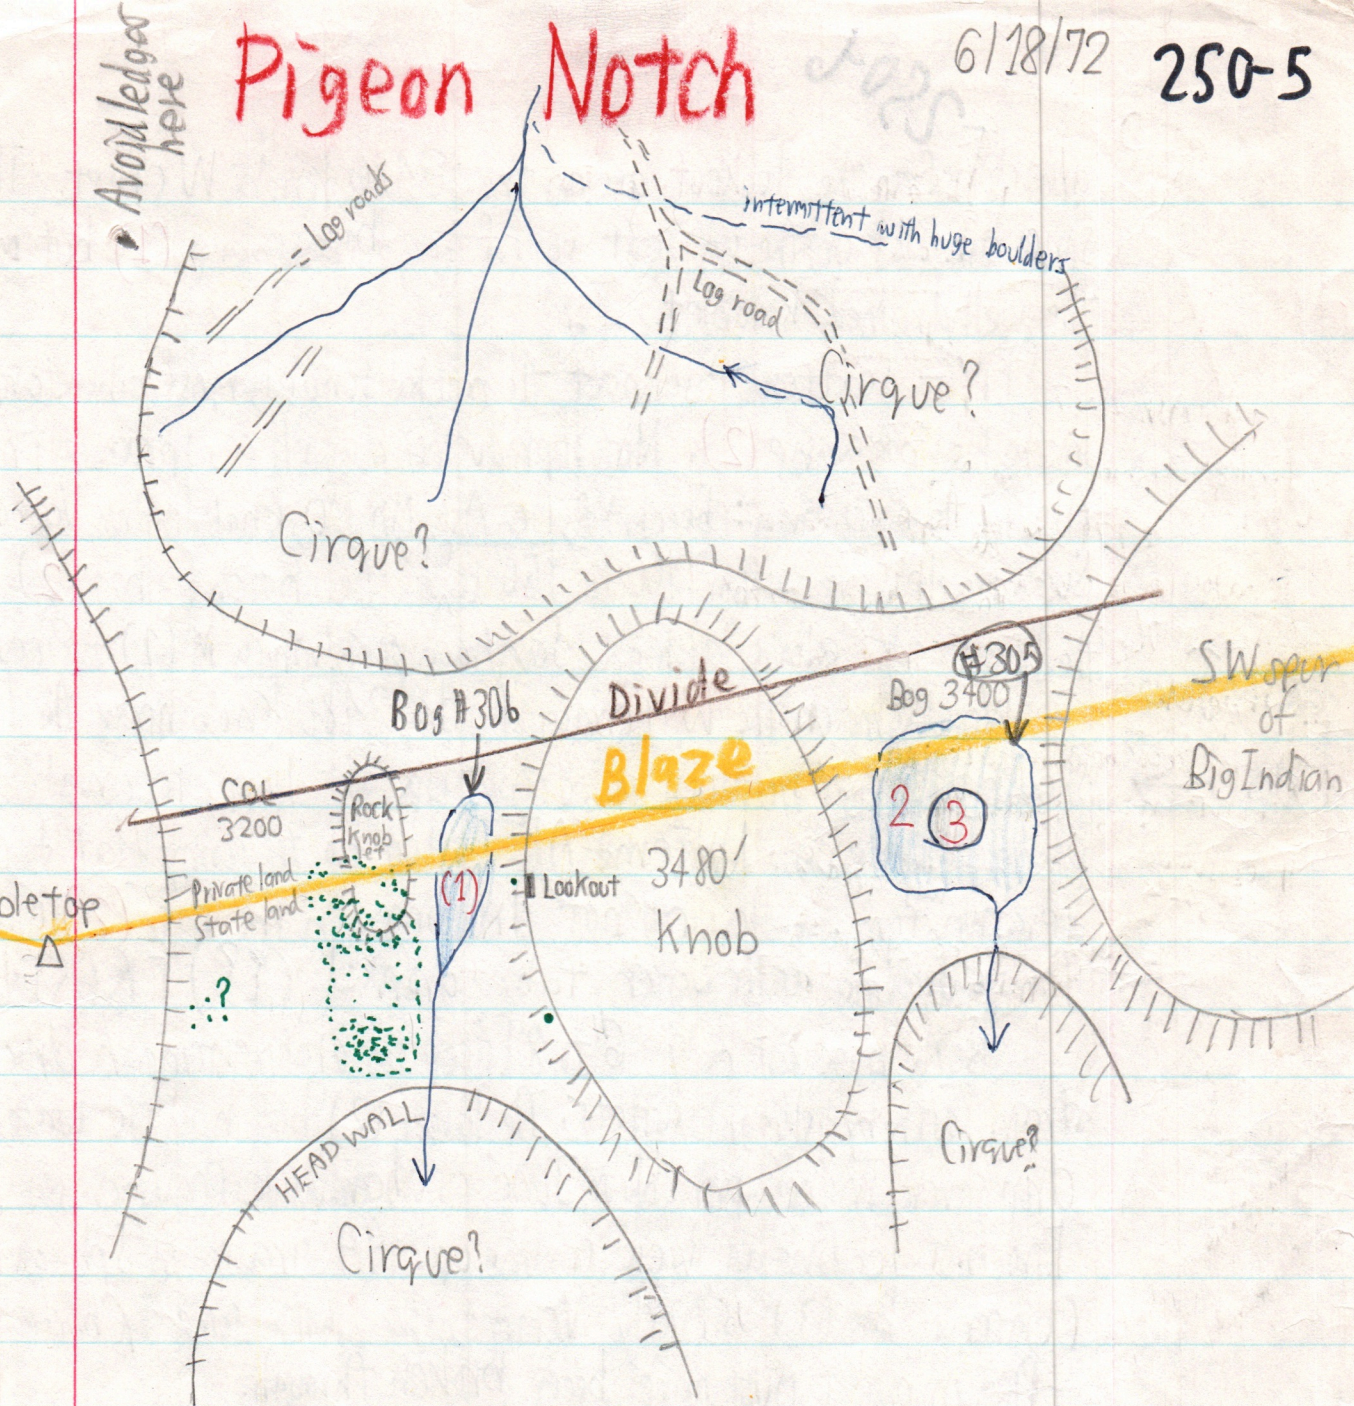 Pigeon Notch
6/18/72
250-5
• Avoid ledges
here
Log roads
intermittent with huge boulders
Log road
Cirque?
Cirque?
#305
Bog 3400
Bog #306
Divide
SW spur
of
Big Indian
Blaze
COL
3200
Rock
Knob
2
3
Private land
State land
(1)
Lookout
3480'
Knob
oletop
?
HEADWALL
Cirque?
Cirque?